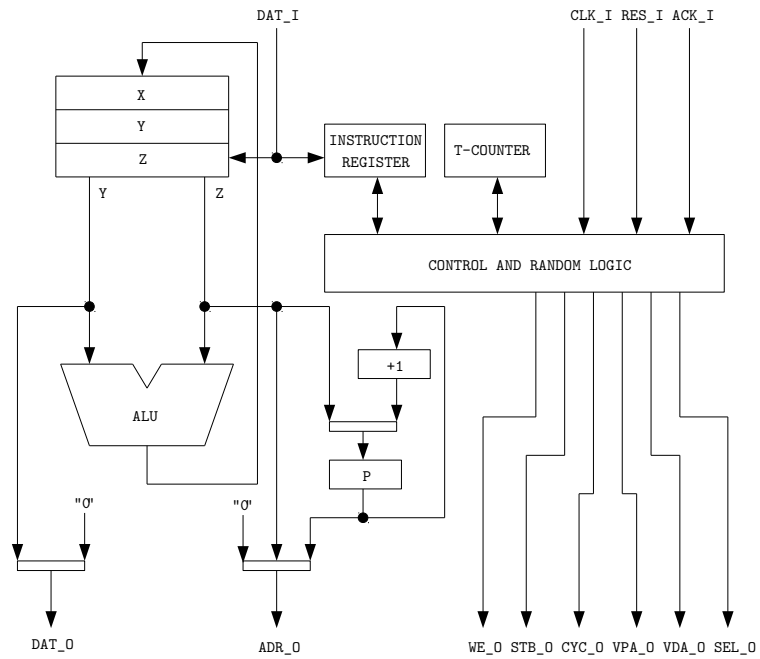 DAT_I
CLK_I RES_I ACK_I
X
Y
Z
INSTRUCTION
REGISTER
T-COUNTER
Y
Z
CONTROL AND RANDOM LOGIC
+1
ALU
P
"0"
"0"
DAT_O
ADR_O
WE_O STB_O CYC_O VPA_O VDA_O SEL_O